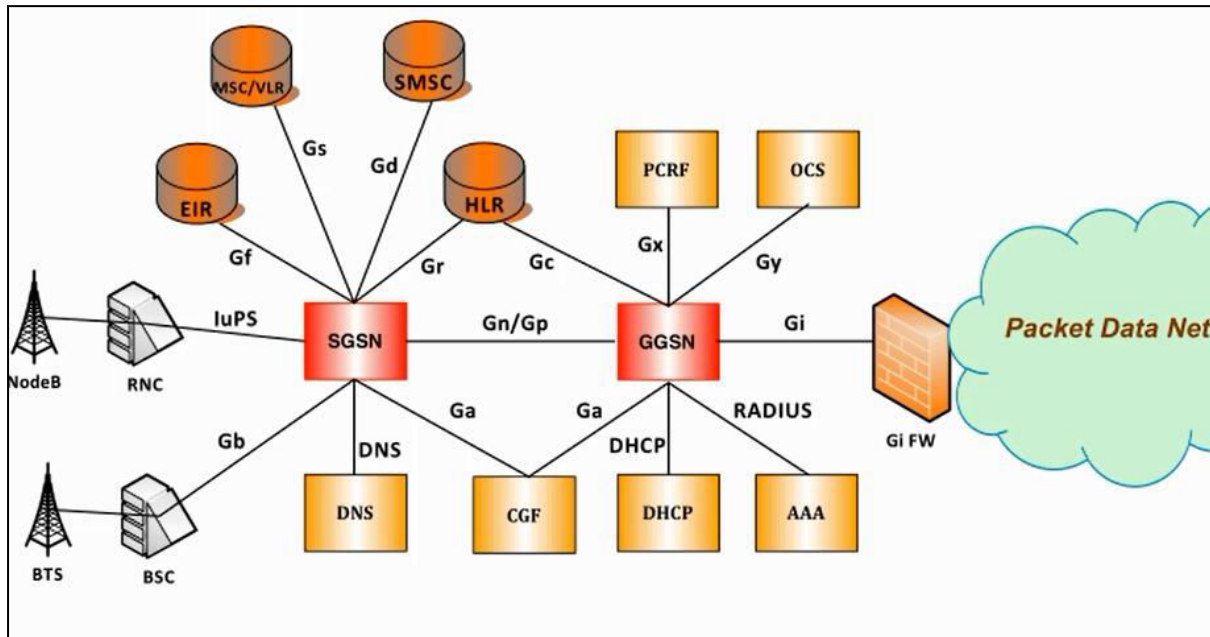 MSC/VLR
SMSC
Gs
Gd
PCRF
OCS
EIR
HLR
Gf
Gr
Gc
Gx
Gy
IuPS
SGSN
Gn/Gp
GGSN
Gi
Packet Data Net
NodeB
RNC
Gb
Ga
Ga
RADIUS
Gi FW
DNS
DHCP
DNS
CGF
DHCP
AAA
BTS
BSC